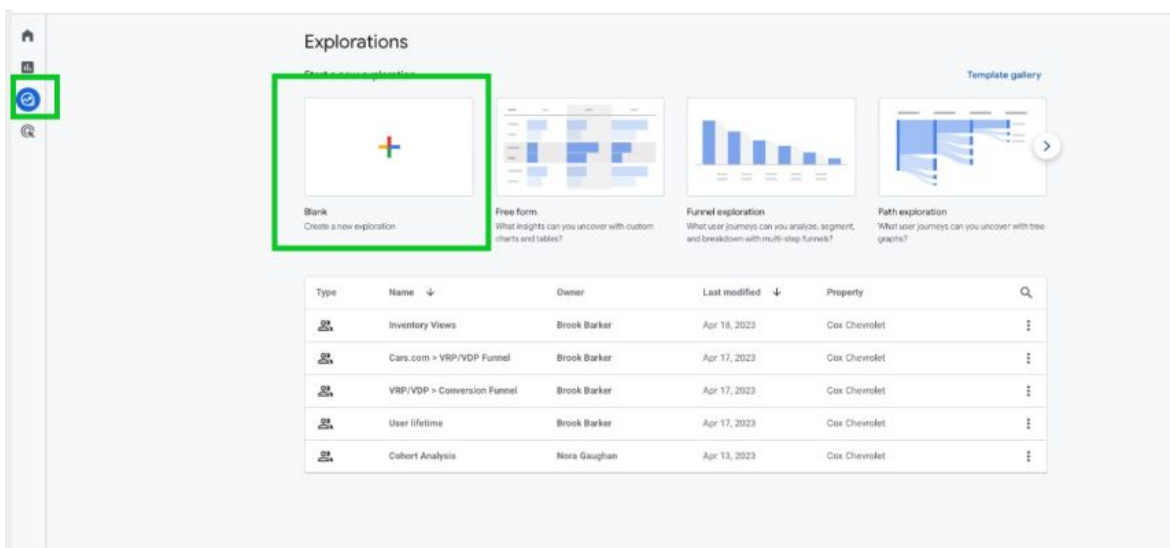 Explorations
Start a new exploration
Template gallery
Blank
Create a new exploration
Free form
What insights can you uncover with custom
charts and tables?
Funnel exploration
What user journeys can you analyze, segment,
and breakdown with multi-step funnels?
Path exploration
What user journeys can you uncover with tree
graphs?
Type Name Owner Last modified Property
Inventory Views Brook Barker Apr 18, 2023 Cox Chevrolet
Cars.com > VRP/VDP Funnel Brook Barker Apr 17, 2023 Cox Chevrolet
VRP/VDP > Conversion Funnel Brook Barker Apr 17, 2023 Cox Chevrolet
User lifetime Brook Barker Apr 17, 2023 Cox Chevrolet
Cohort Analysis Nora Gaughan Apr 13, 2023 Cox Chevrolet